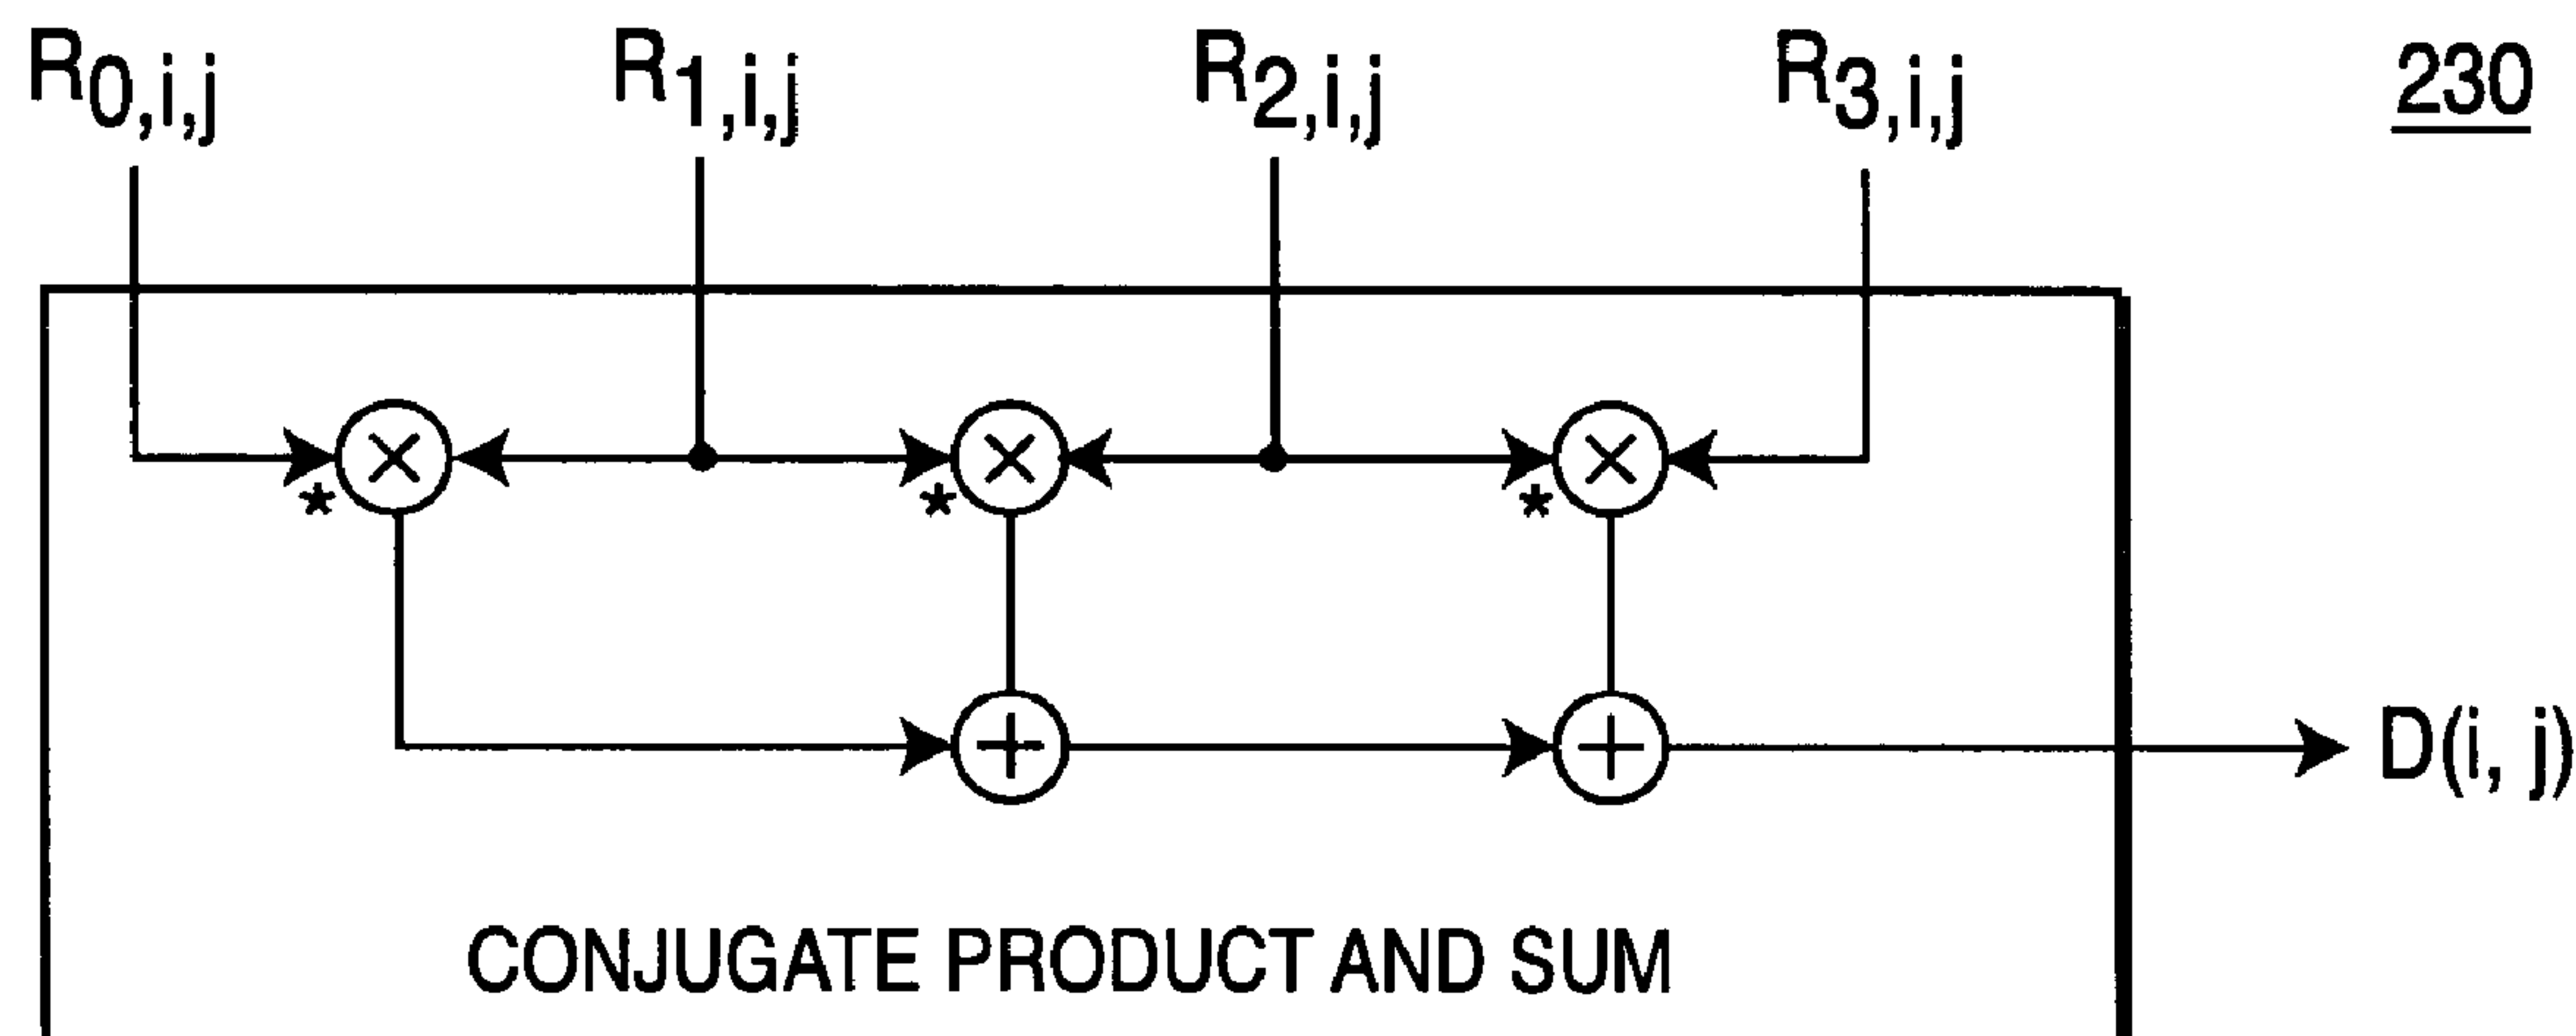 R0,i,j R1,i,j R2,i,j R3,i,j 230
* * *
D(i, j)
CONJUGATE PRODUCT AND SUM